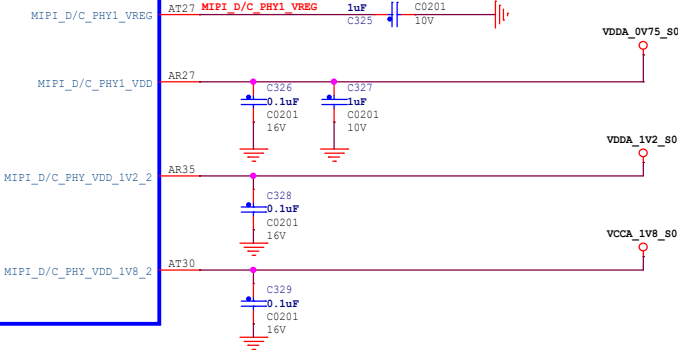 MIPI_D/C_PHY1_VREG AT27 MIPI_D/C_PHY1_VREG 1uF C0201
C325 10V
VDDA_0V75_S0
MIPI_D/C_PHY1_VDD AR27
C326 C327
0.1uF 1uF
C0201 C0201
16V 10V
VDDA_1V2_S0
MIPI_D/C_PHY_VDD_1V2_2 AR35
C328
0.1uF
C0201
16V
VCCA_1V8_S0
MIPI_D/C_PHY_VDD_1V8_2 AT30
C329
0.1uF
C0201
16V